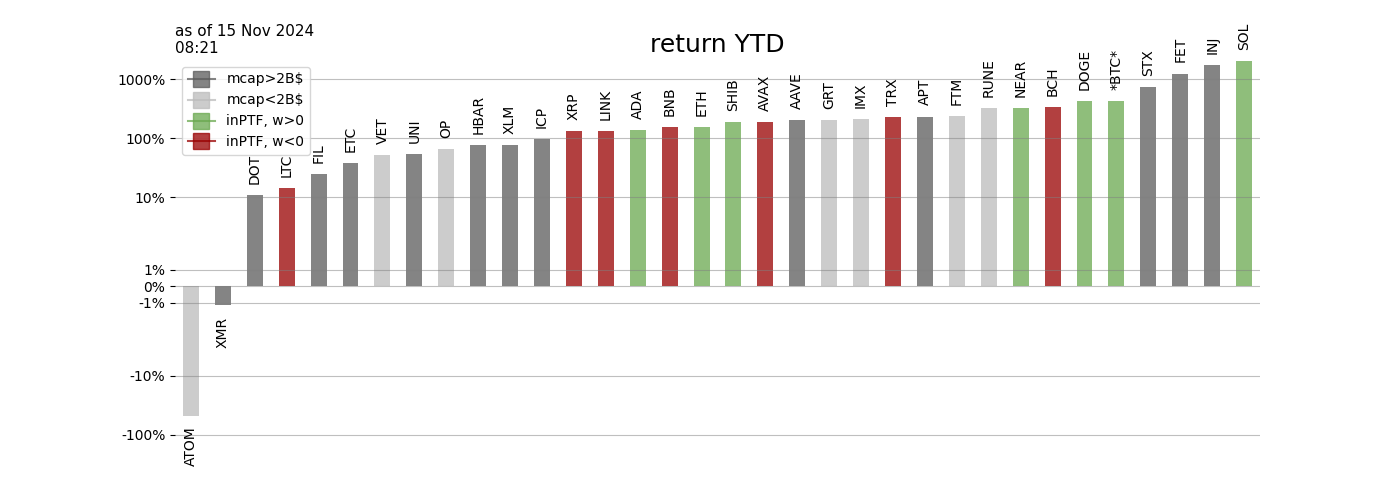 as of 15 Nov 2024
08:21
return YTD
mcap>2B$
mcap<2B$
inPTF, w>0
inPTF, w<0
1000%
100%
10%
1%
0%
-1%
-10%
-100%
ATOM
XMR
DOT
LTC
FIL
ETC
VET
UNI
OP
HBAR
XLM
ICP
XRP
LINK
ADA
BNB
ETH
SHIB
AVAX
AAVE
GRT
IMX
TRX
APT
FTM
RUNE
NEAR
BCH
DOGE
*BTC*
STX
FET
INJ
SOL